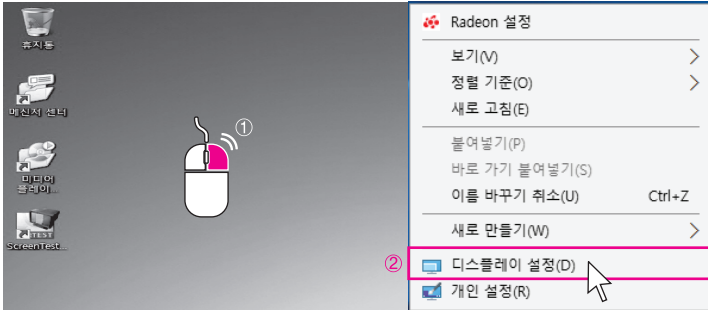 휴지통
메신저 센터
미디어
플레이...
ScreenTest...
TEST
①
Radeon 설정
보기(V)
정렬 기준(O)
새로 고침(E)
붙여넣기(P)
바로 가기 붙여넣기(S)
이름 바꾸기 취소(U) Ctrl+Z
새로 만들기(W)
② 디스플레이 설정(D)
개인 설정(R)